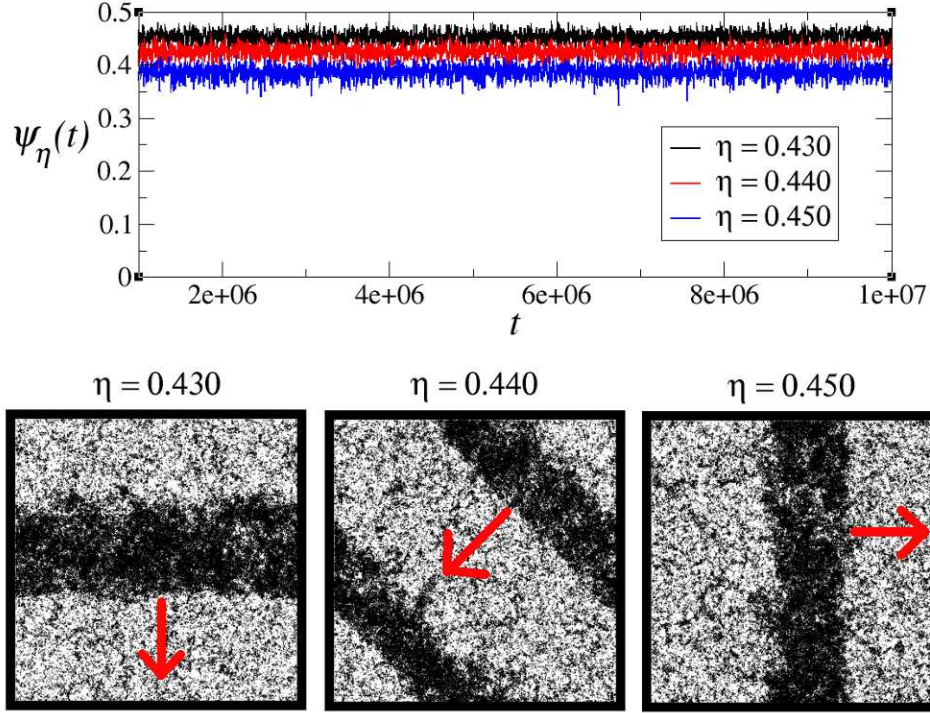 0.5
0.4
0.3
0.2
0.1
0
ψη(t)
η = 0.430
η = 0.440
η = 0.450
2e+06 4e+06 6e+06 8e+06 1e+07
t
η = 0.430 η = 0.440 η = 0.450